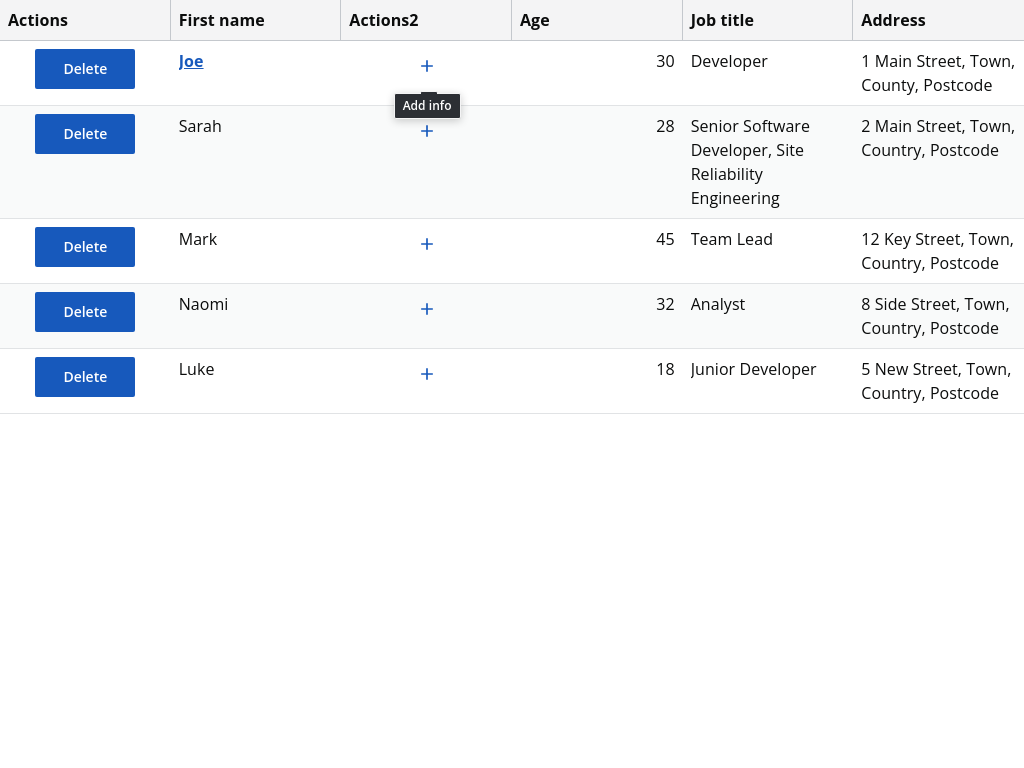 Actions First name Actions2 Age Job title Address
Delete Joe + 30 Developer 1 Main Street, Town,
County, Postcode
Add info
Delete Sarah + 28 Senior Software 2 Main Street, Town,
Developer, Site Country, Postcode
Reliability
Engineering
Delete Mark + 45 Team Lead 12 Key Street, Town,
Country, Postcode
Delete Naomi + 32 Analyst 8 Side Street, Town,
Country, Postcode
Delete Luke + 18 Junior Developer 5 New Street, Town,
Country, Postcode